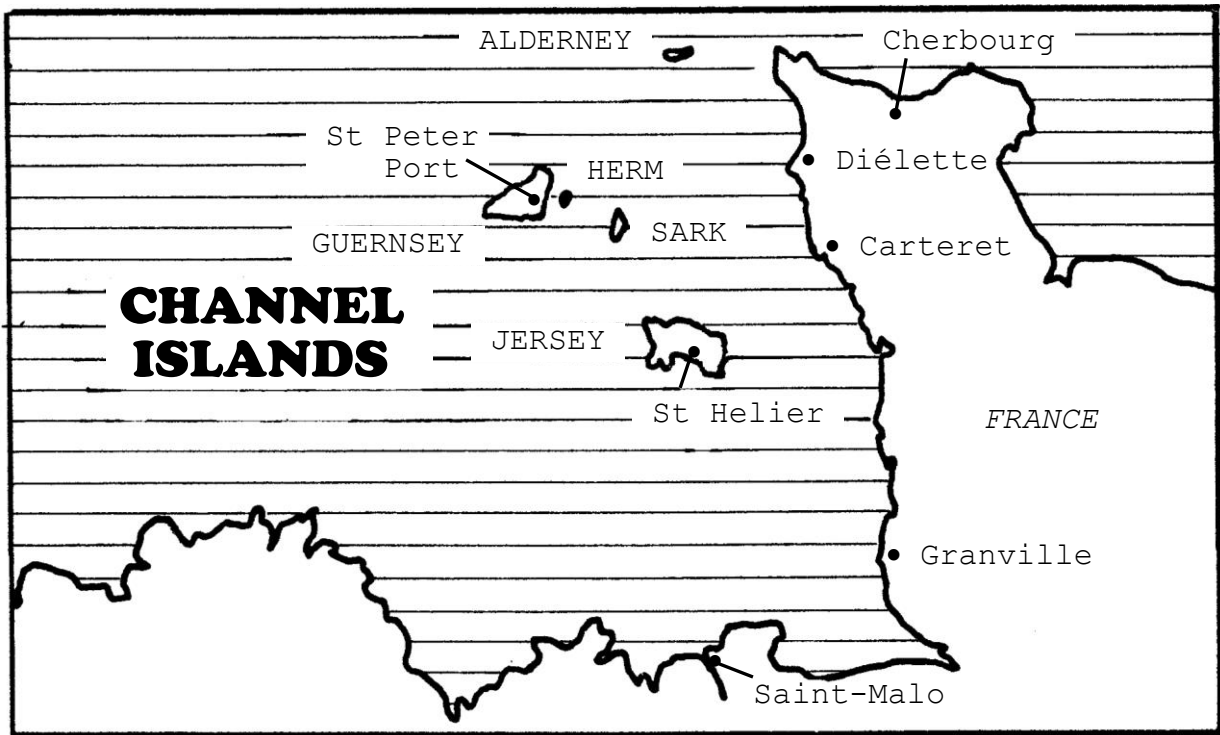 ALDERNEY
Cherbourg
St Peter
Port
HERM
Diélette
GUERNSEY
SARK
Carteret
CHANNEL
ISLANDS
JERSEY
St Helier
FRANCE
Granville
Saint-Malo